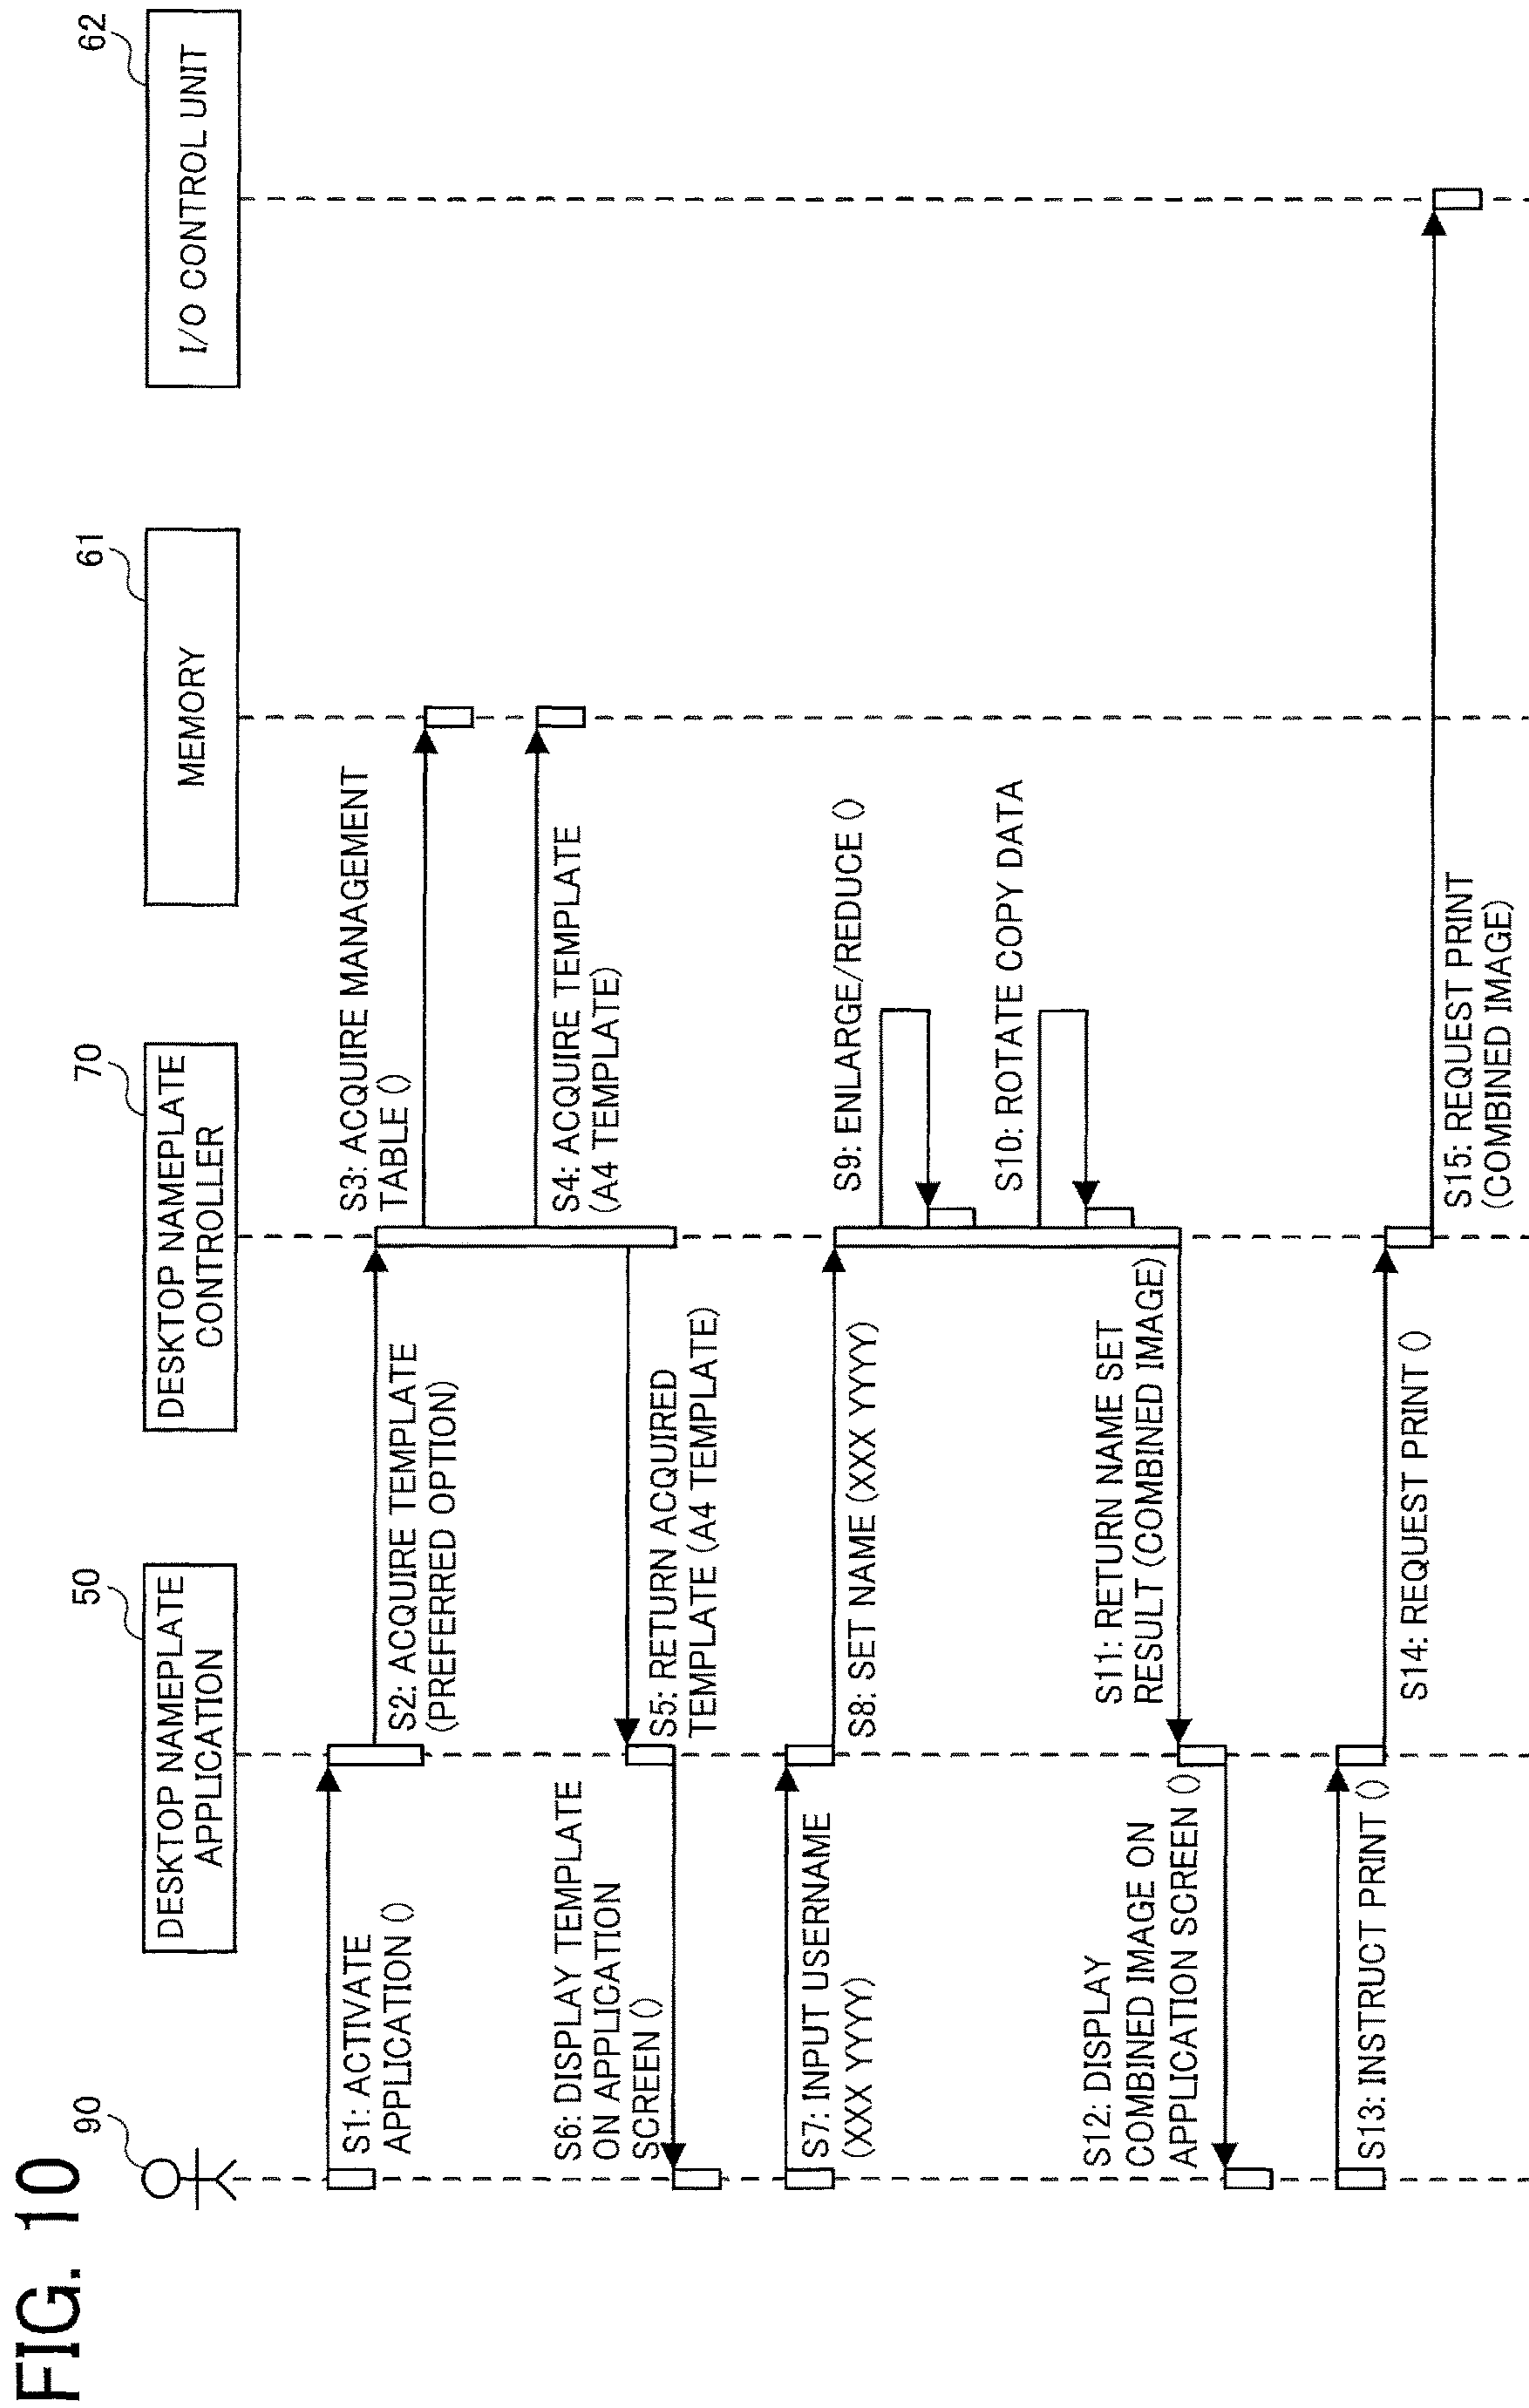 FIG. 10
90
50
70
61
62
DESKTOP NAMEPLATE
APPLICATION
DESKTOP NAMEPLATE
CONTROLLER
MEMORY
I/O CONTROL UNIT
S1: ACTIVATE
APPLICATION ()
S2: ACQUIRE TEMPLATE
(PREFERRED OPTION)
S3: ACQUIRE MANAGEMENT
TABLE ()
S4: ACQUIRE TEMPLATE
(A4 TEMPLATE)
S5: RETURN ACQUIRED
TEMPLATE (A4 TEMPLATE)
S6: DISPLAY TEMPLATE
ON APPLICATION
SCREEN ()
S7: INPUT USERNAME
(XXX YYYY)
S8: SET NAME (XXX YYYY)
S9: ENLARGE/REDUCE ()
S10: ROTATE COPY DATA
S11: RETURN NAME SET
RESULT (COMBINED IMAGE)
S12: DISPLAY
COMBINED IMAGE ON
APPLICATION SCREEN ()
S13: INSTRUCT PRINT ()
S14: REQUEST PRINT ()
S15: REQUEST PRINT
(COMBINED IMAGE)